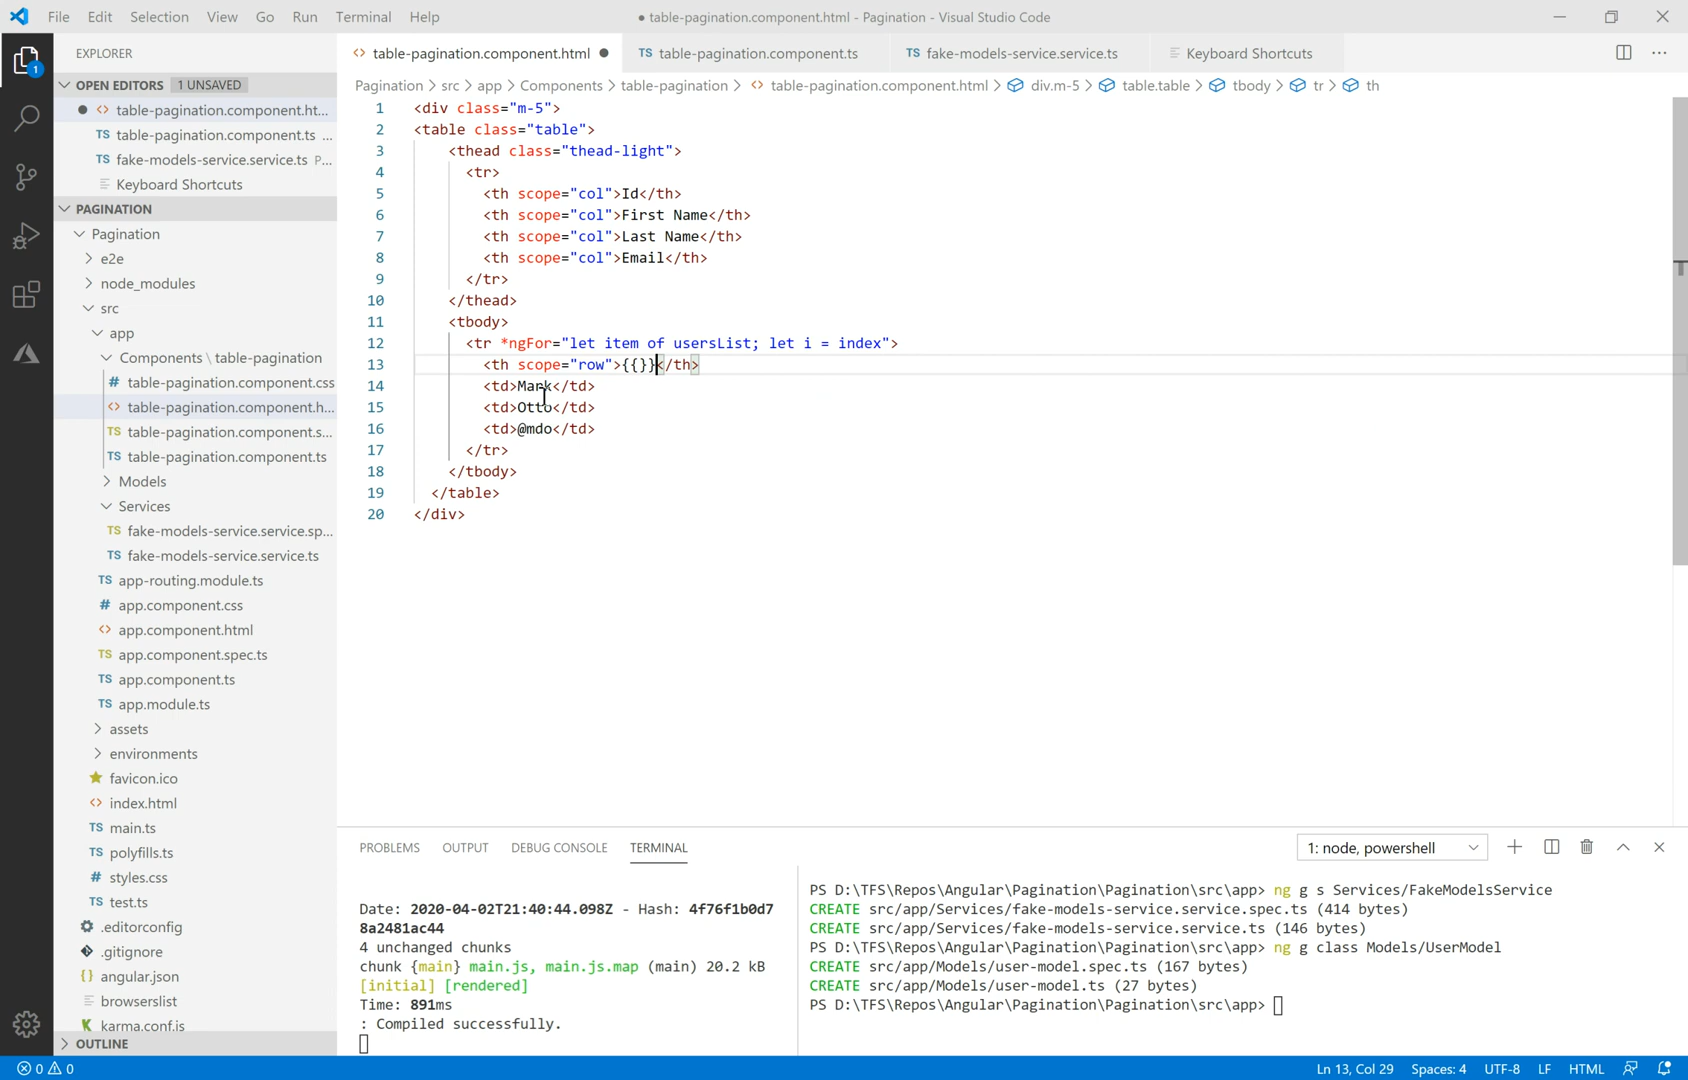 File Edit Selection View Go Run Terminal Help
● table-pagination.component.html - Pagination - Visual Studio Code
EXPLORER
OPEN EDITORS 1 UNSAVED
table-pagination.component.ht...
TS table-pagination.component.ts ...
TS fake-models-service.service.ts P...
Keyboard Shortcuts
PAGINATION
Pagination
e2e
node_modules
src
app
Components \ table-pagination
# table-pagination.component.css
<> table-pagination.component.h...
TS table-pagination.component.s...
TS table-pagination.component.ts
Models
Services
TS fake-models-service.service.sp...
TS fake-models-service.service.ts
TS app-routing.module.ts
# app.component.css
<> app.component.html
TS app.component.spec.ts
TS app.component.ts
TS app.module.ts
assets
environments
favicon.ico
<> index.html
TS main.ts
TS polyfills.ts
# styles.css
TS test.ts
.editorconfig
.gitignore
{} angular.json
browserslist
karma.conf.js
OUTLINE
1
<> table-pagination.component.html ●
TS table-pagination.component.ts
TS fake-models-service.service.ts
Keyboard Shortcuts
Pagination > src > app > Components > table-pagination > <> table-pagination.component.html > div.m-5 > table.table > tbody > tr > th
1 <div class="m-5">
2 <table class="table">
3 <thead class="thead-light">
4 <tr>
5 <th scope="col">Id</th>
6 <th scope="col">First Name</th>
7 <th scope="col">Last Name</th>
8 <th scope="col">Email</th>
9 </tr>
10 </thead>
11 <tbody>
12 <tr *ngFor="let item of usersList; let i = index">
13 <th scope="row">{{}}</th>
14 <td>Mark</td>
15 <td>Otto</td>
16 <td>@mdo</td>
17 </tr>
18 </tbody>
19 </table>
20 </div>
PROBLEMS OUTPUT DEBUG CONSOLE TERMINAL
1: node, powershell
Date: 2020-04-02T21:40:44.098Z - Hash: 4f76f1b0d7
8a2481ac44
4 unchanged chunks
chunk {main} main.js, main.js.map (main) 20.2 kB
[initial] [rendered]
Time: 891ms
: Compiled successfully.
PS D:\TFS\Repos\Angular\Pagination\Pagination\src\app> ng g s Services/FakeModelsService
CREATE src/app/Services/fake-models-service.service.spec.ts (414 bytes)
CREATE src/app/Services/fake-models-service.service.ts (146 bytes)
PS D:\TFS\Repos\Angular\Pagination\Pagination\src\app> ng g class Models/UserModel
CREATE src/app/Models/user-model.spec.ts (167 bytes)
CREATE src/app/Models/user-model.ts (27 bytes)
PS D:\TFS\Repos\Angular\Pagination\Pagination\src\app>
0 0
Ln 13, Col 29 Spaces: 4 UTF-8 LF HTML